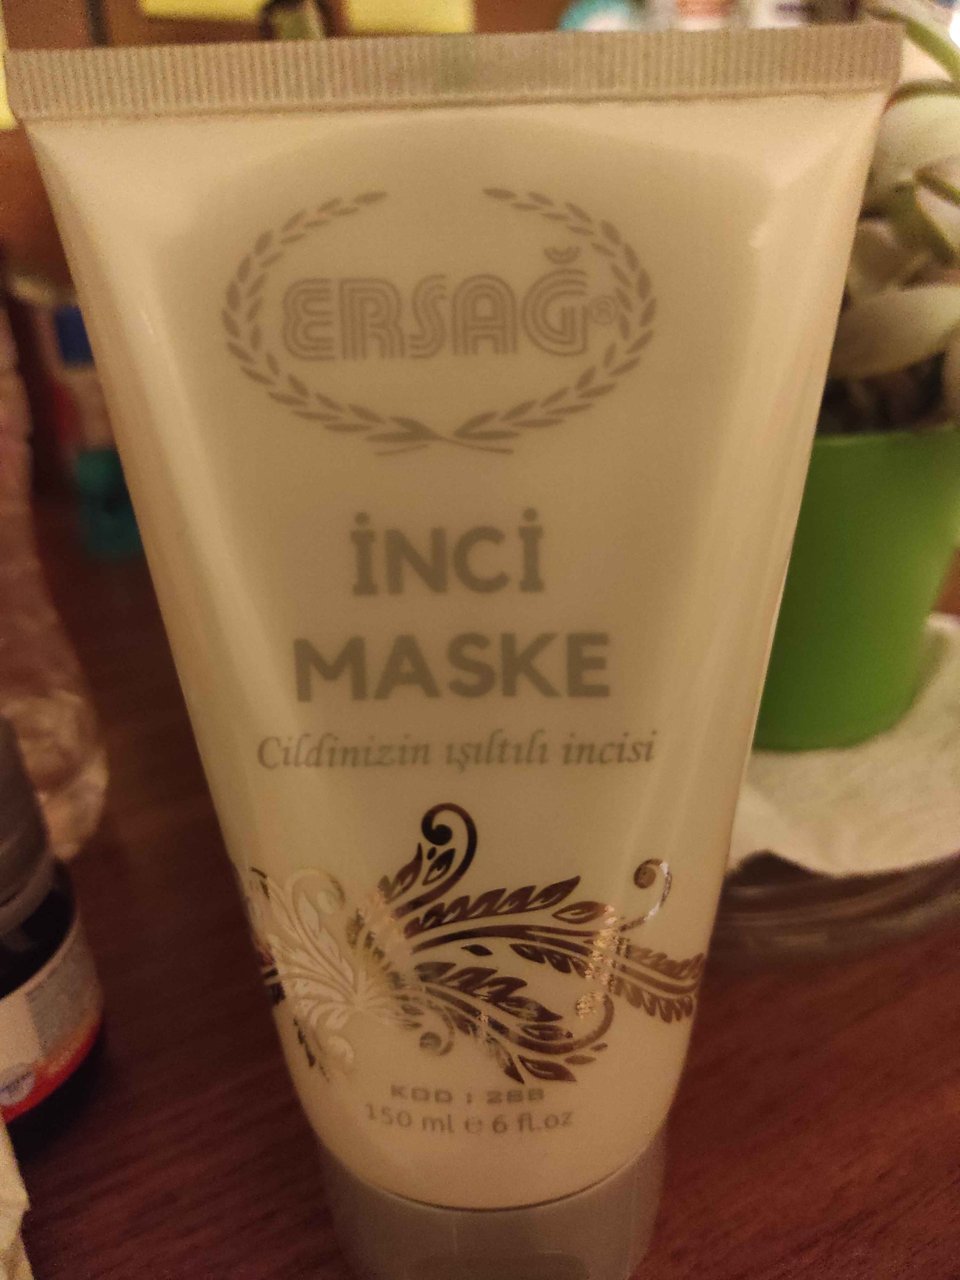 ERSAĞ®
İNCİ
MASKE
Cildinizin ışıltılı incisi
KOD : 288
150 ml e 6 fl.oz